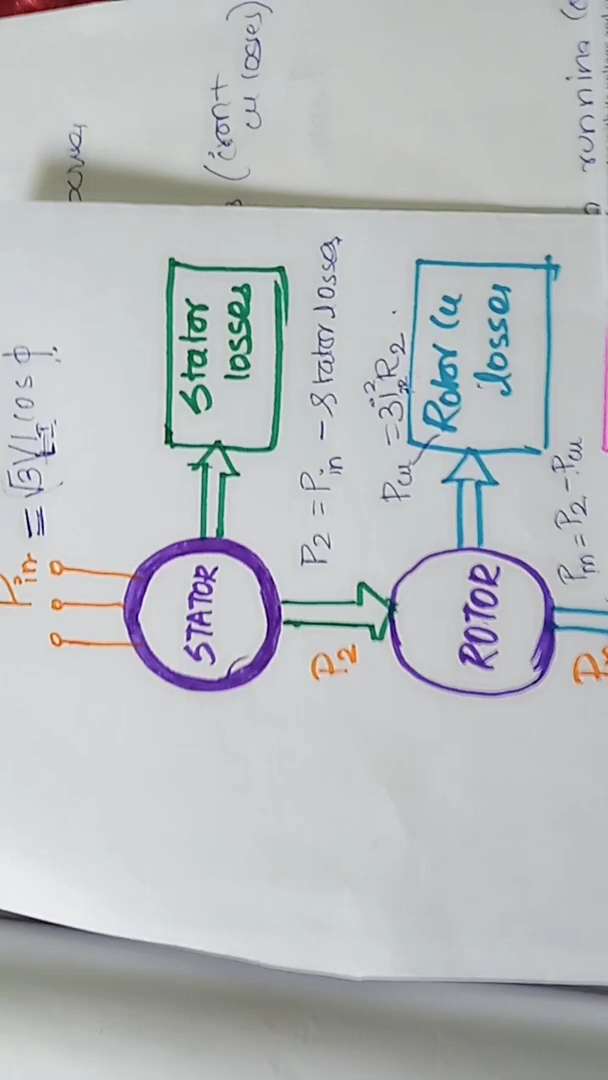 (iron+
cu losses)
running
Pin = √3 VL IL cos ϕ.
Stator
losses
P2 = Pin - Stator losses
Pcu = 3I2²R2.
Rotor Cu
losses
STATOR
P2
ROTOR
Pm = P2 - Pcu